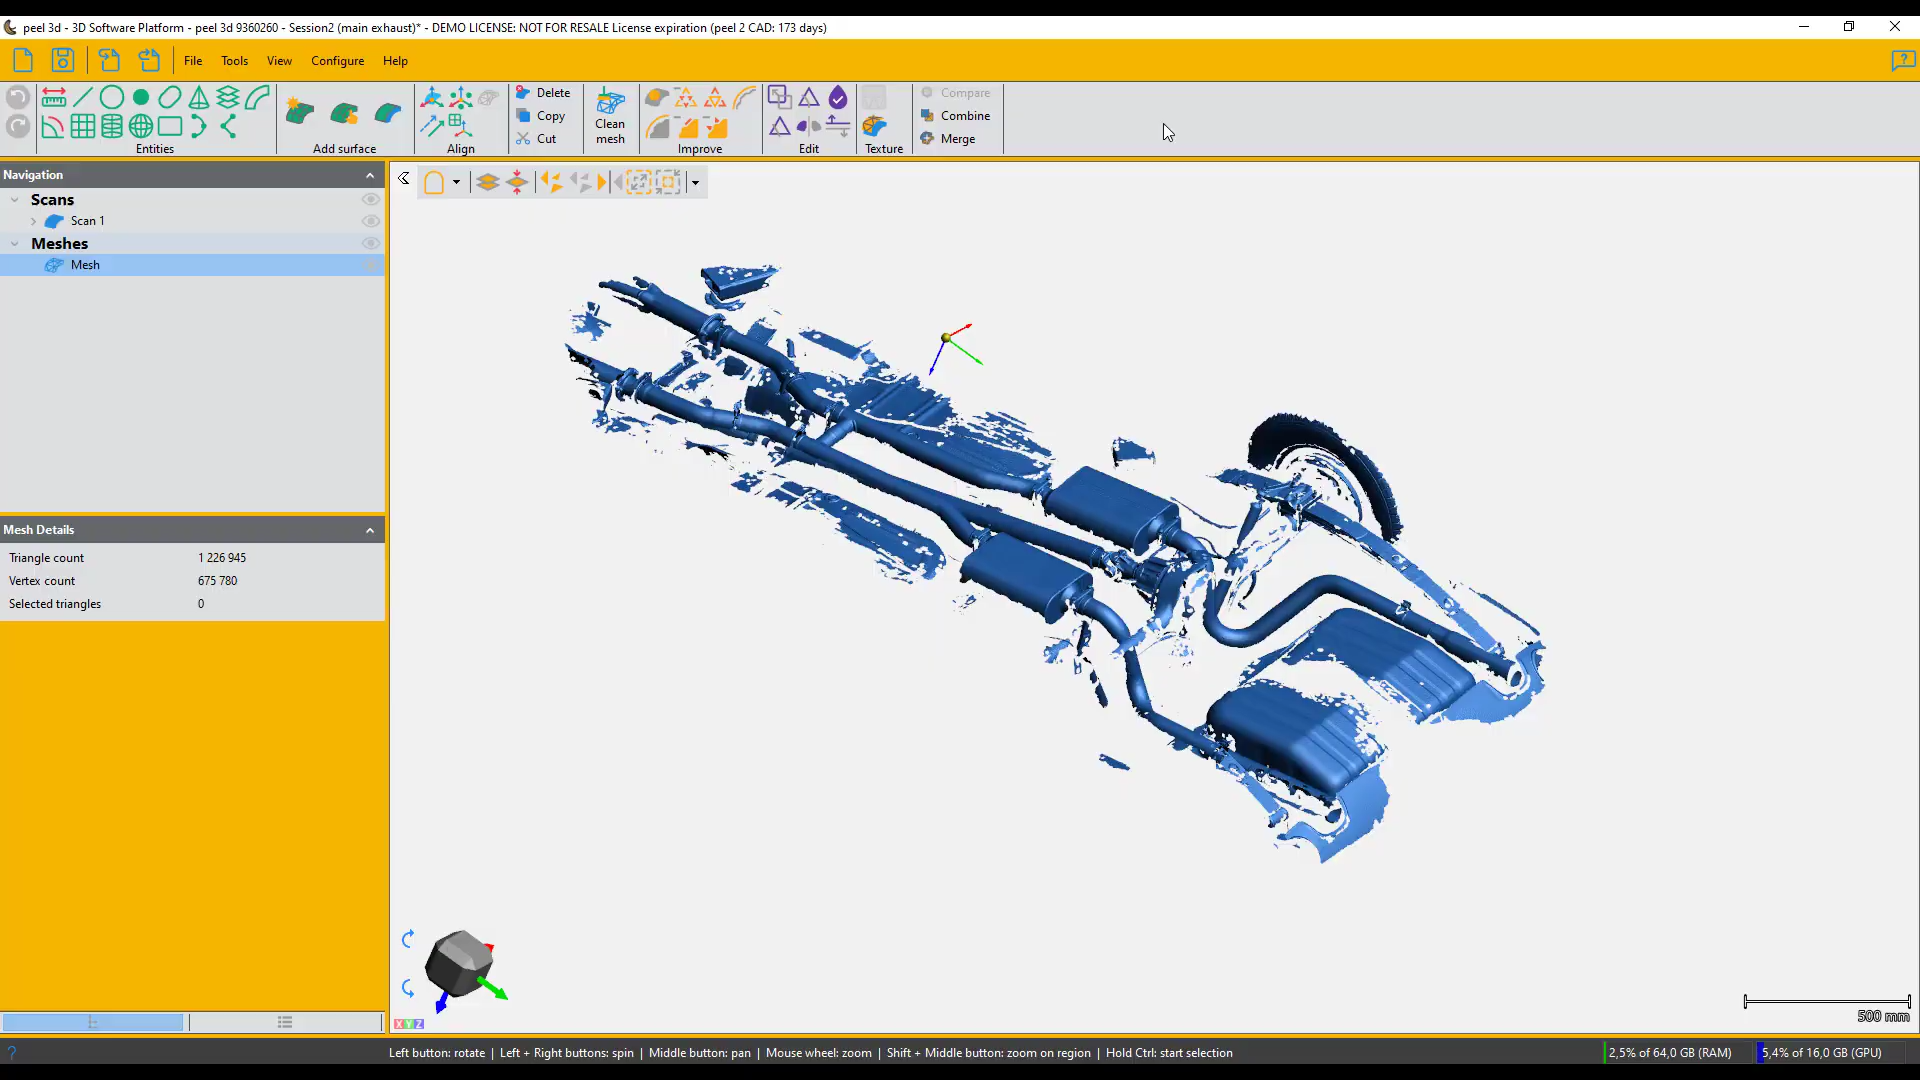 peel 3d - 3D Software Platform - peel 3d 9360260 - Session2 (main exhaust)* - DEMO LICENSE: NOT FOR RESALE License expiration (peel 2 CAD: 173 days)
File Tools View Configure Help
Entities
Add surface
Align
Delete
Copy
Cut
Clean
mesh
Improve
Edit
Texture
Compare
Combine
Merge
Navigation
Scans
Scan 1
Meshes
Mesh
Mesh Details
Triangle count 1 226 945
Vertex count 675 780
Selected triangles 0
XYZ
500 mm
Left button: rotate | Left + Right buttons: spin | Middle button: pan | Mouse wheel: zoom | Shift + Middle button: zoom on region | Hold Ctrl: start selection
2,5% of 64,0 GB (RAM) 5,4% of 16,0 GB (GPU)